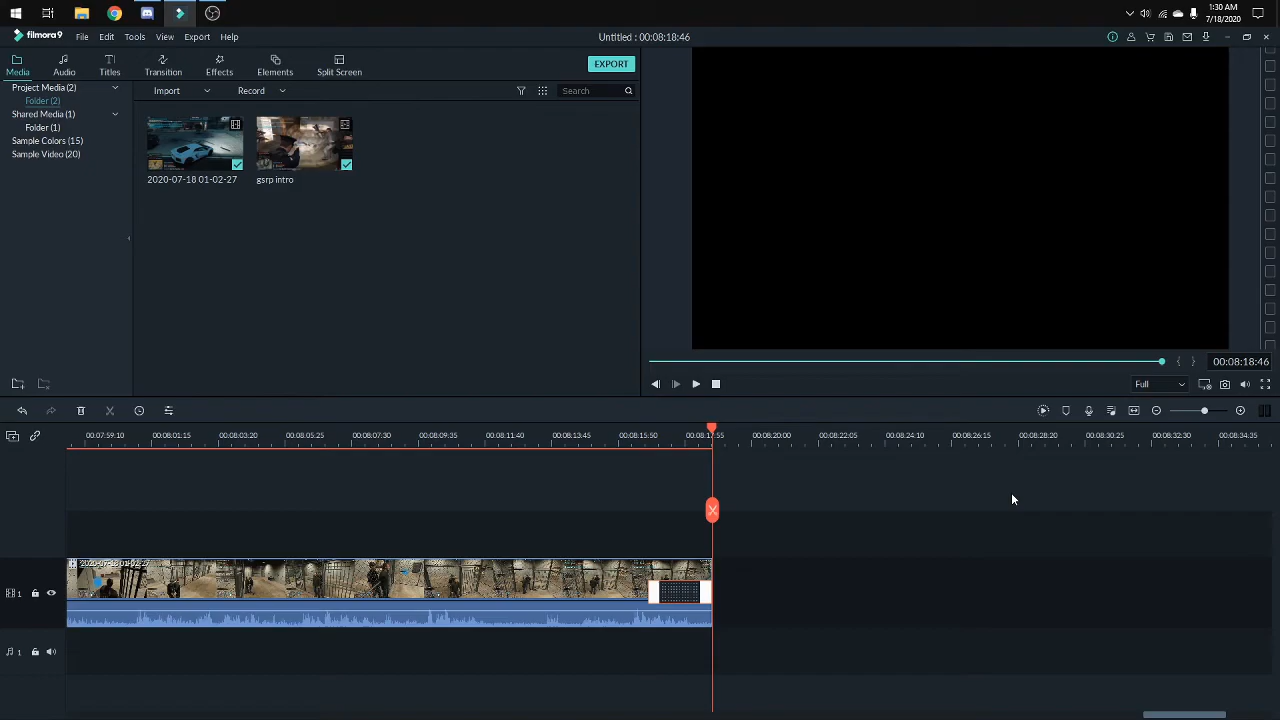 1:30 AM
7/18/2020
filmora9
File Edit Tools View Export Help
Untitled : 00:08:18:46
Media Audio Titles Transition Effects Elements Split Screen
EXPORT
Import Record Search
Project Media (2)
Folder (2)
Shared Media (1)
Folder (1)
Sample Colors (15)
Sample Video (20)
2020-07-18 01-02-27
gsrp intro
00:08:18:46
Full
00:07:59:10 00:08:01:15 00:08:03:20 00:08:05:25 00:08:07:30 00:08:09:35 00:08:11:40 00:08:13:45 00:08:15:50 00:08:17:55 00:08:20:00 00:08:22:05 00:08:24:10 00:08:26:15 00:08:28:20 00:08:30:25 00:08:32:30 00:08:34:35
2020-07-18 01-02-27
1
1